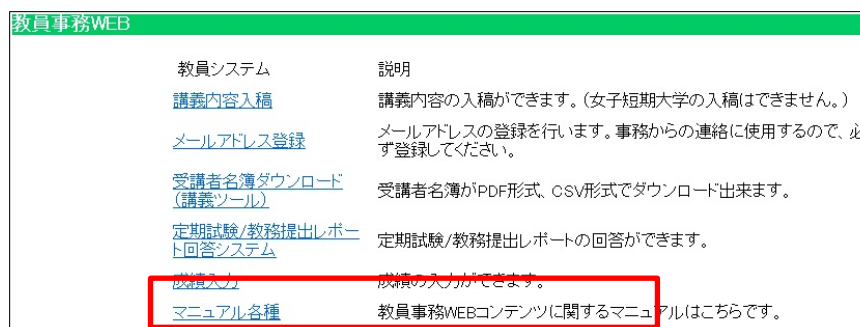 教員事務WEB
教員システム 説明
講義内容入稿 講義内容の入稿ができます。(女子短期大学の入稿はできません。)
メールアドレス登録 メールアドレスの登録を行います。事務からの連絡に使用するので、必
ず登録してください。
受講者名簿ダウンロード
(講義ツール) 受講者名簿がPDF形式、CSV形式でダウンロード出来ます。
定期試験/教務提出レポー
ト回答システム 定期試験/教務提出レポートの回答ができます。
成績入力 成績の入力ができます。
マニュアル各種 教員事務WEBコンテンツに関するマニュアルはこちらです。